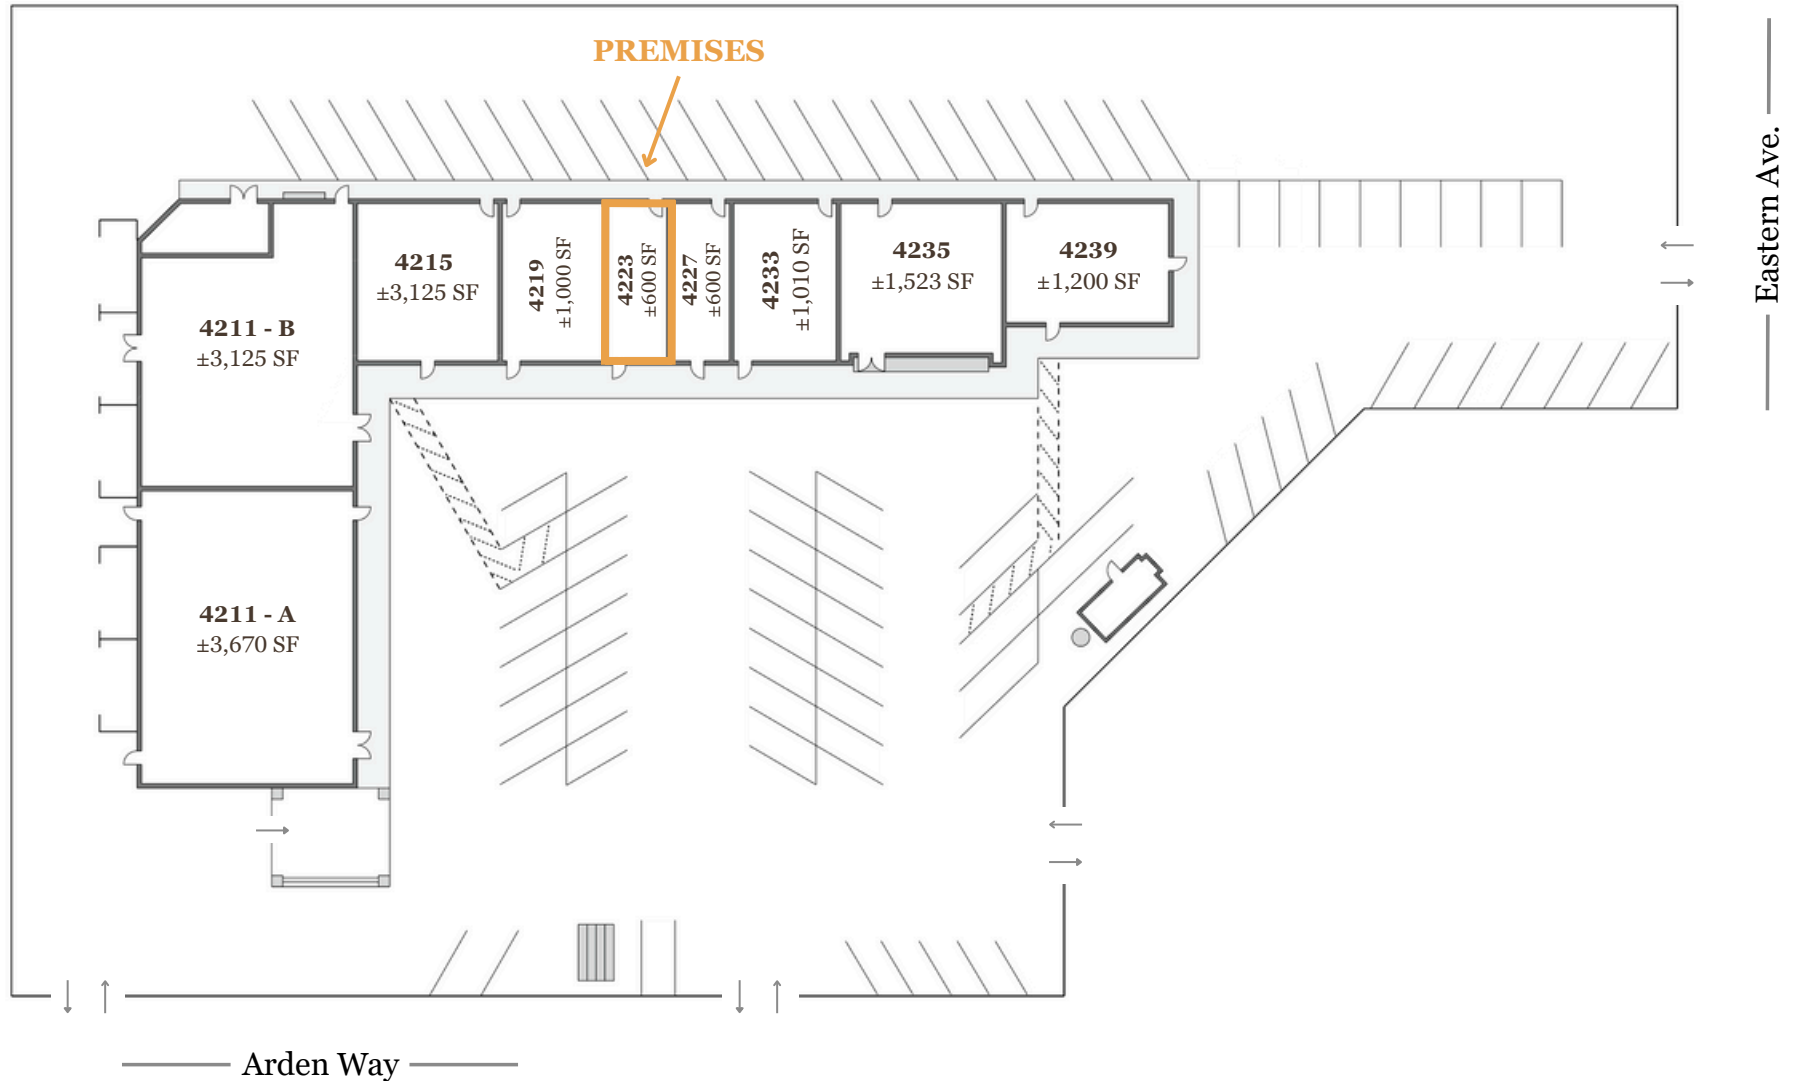 PREMISES
4211 - B
±3,125 SF
4211 - A
±3,670 SF
4215
±3,125 SF
4219
±1,000 SF
4223
±600 SF
4227
±600 SF
4233
±1,010 SF
4235
±1,523 SF
4239
±1,200 SF
Eastern Ave.
Arden Way